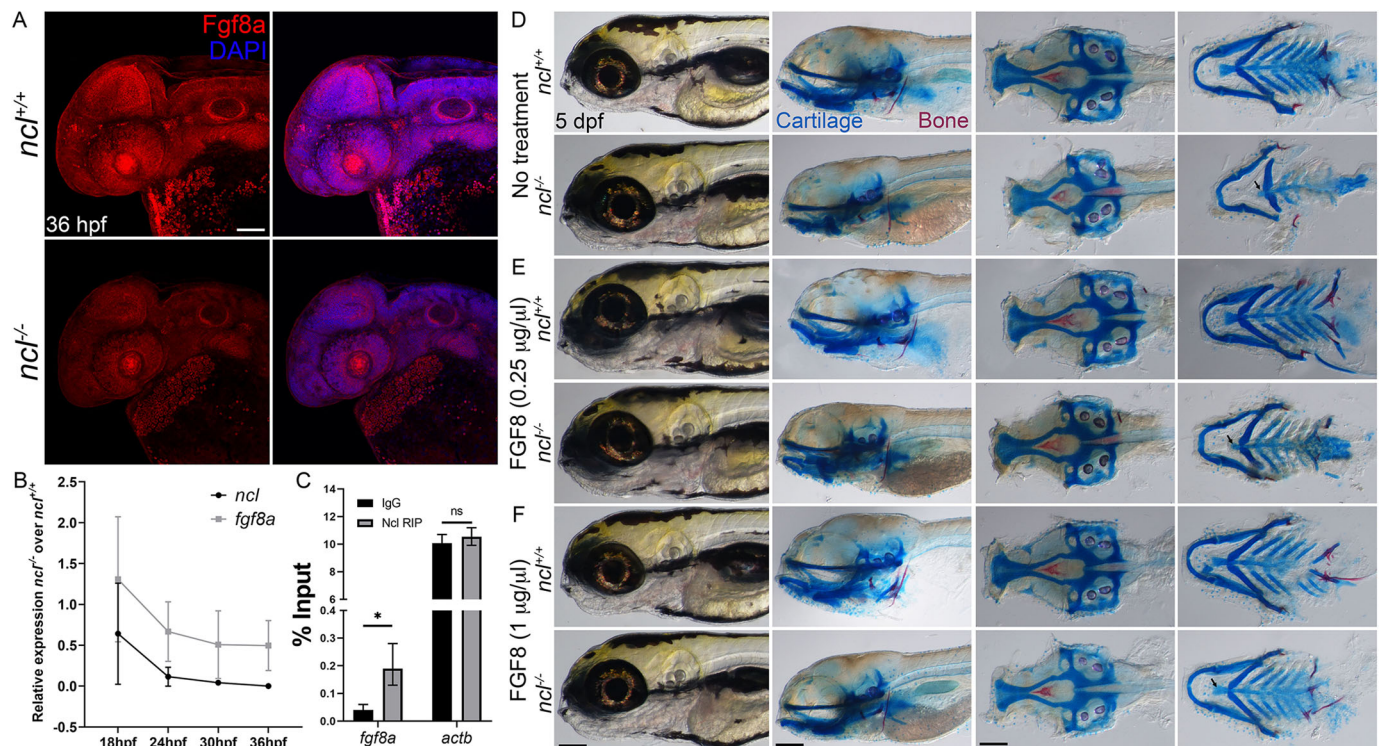 A
Fgf8a
DAPI
ncl+/+
36 hpf
ncl-/-
B
Relative expression ncl-/- over ncl+/+
2.5
2.0
1.5
1.0
0.5
0.0
-0.5
ncl
fgf8a
18hpf 24hpf 30hpf 36hpf
C
% Input
IgG
Ncl RIP
ns
16
14
12
10
8
6
4
0.4
0.3
0.2
0.1
0.0
*
fgf8a actb
D
No treatment
ncl+/+
5 dpf
Cartilage
Bone
ncl-/-
E
FGF8 (0.25 µg/µl)
ncl+/+
ncl-/-
F
FGF8 (1 µg/µl)
ncl+/+
ncl-/-